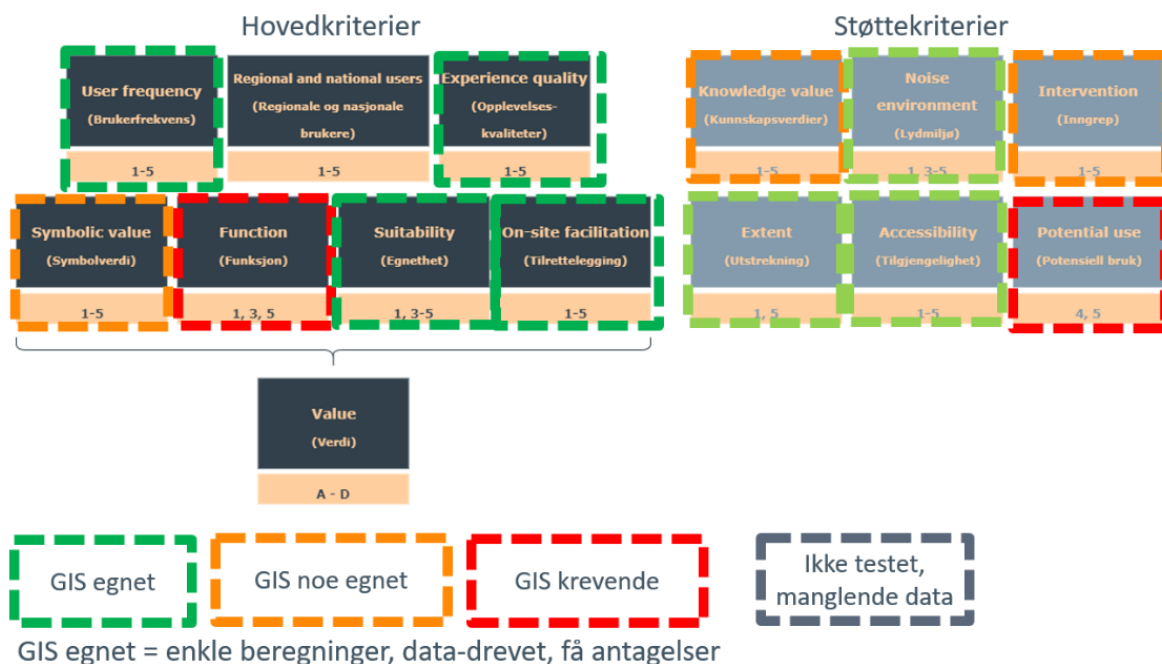 Hovedkriterier
Støttekriterier
User frequency
(Brukerfrekvens)
1-5
Regional and national users
(Regionale og nasjonale
brukere)
1-5
Experience quality
(Opplevelses-
kvaliteter)
1-5
Knowledge value
(Kunnskapsverdier)
1-5
Noise
environment
(Lydmiljø)
1, 3-5
Intervention
(Inngrep)
1-5
Symbolic value
(Symbolverdi)
1-5
Function
(Funksjon)
1, 3, 5
Suitability
(Egnethet)
1, 3-5
On-site facilitation
(Tilrettelegging)
1-5
Extent
(Utstrekning)
1, 5
Accessibility
(Tilgjengelighet)
1-5
Potential use
(Potensiell bruk)
4, 5
Value
(Verdi)
A - D
GIS egnet
GIS noe egnet
GIS krevende
Ikke testet,
manglende data
GIS egnet = enkle beregninger, data-drevet, få antagelser